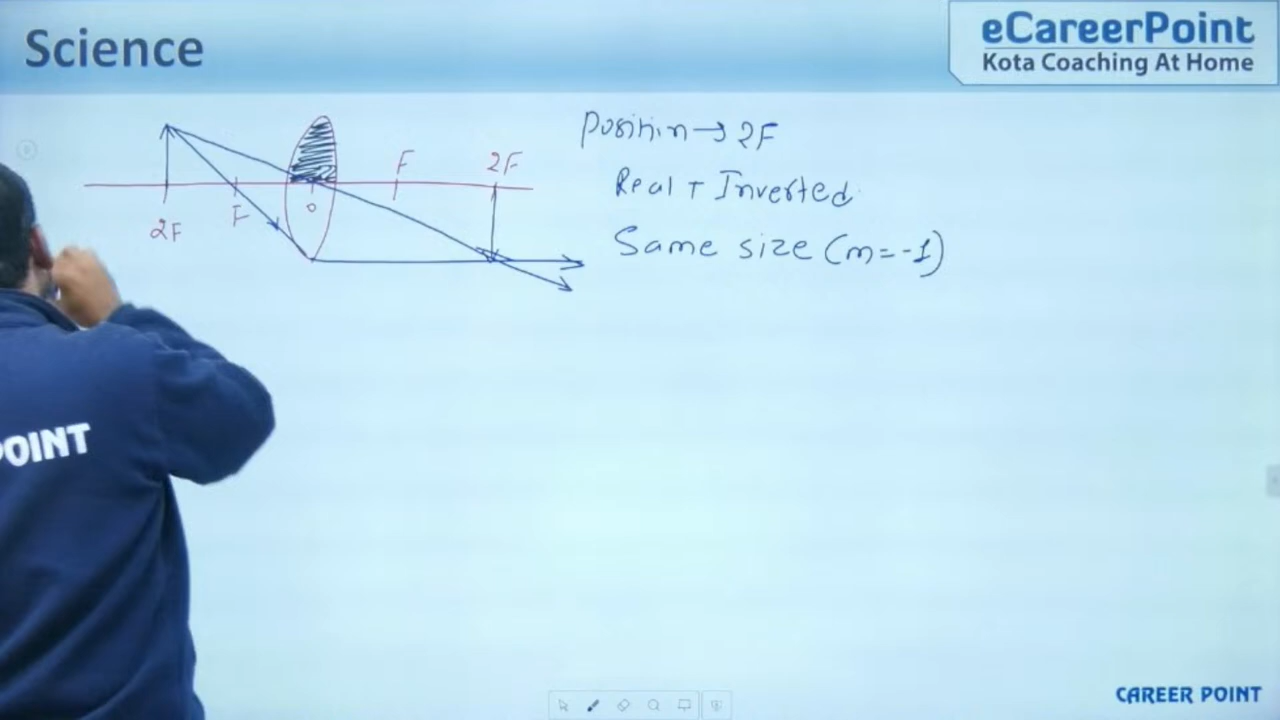 Science
eCareerPoint
Kota Coaching At Home
Position → 2F
Real + Inverted
Same size (m = -1)
F
2F
2F
F
O
POINT
CAREER POINT